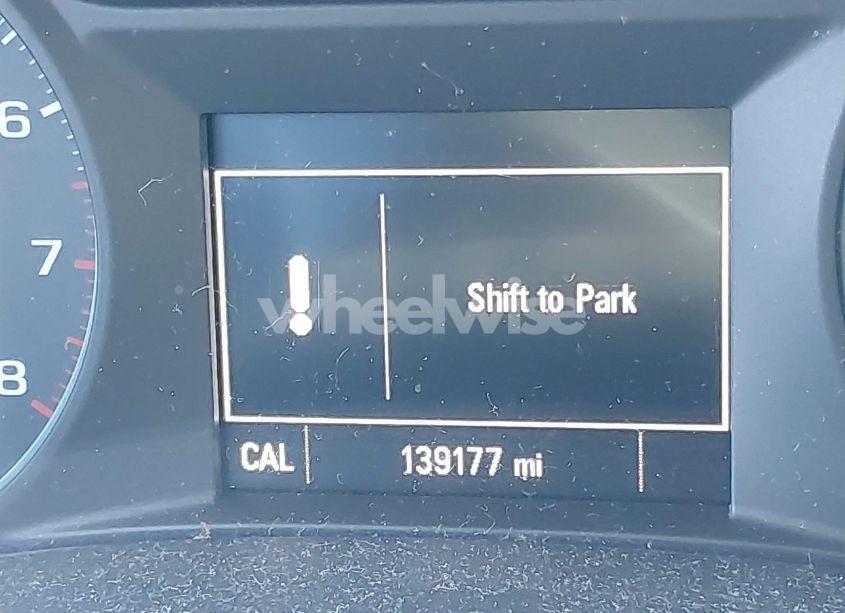 6
7
8
Shift to Park
wheelwise
CAL 139177 mi